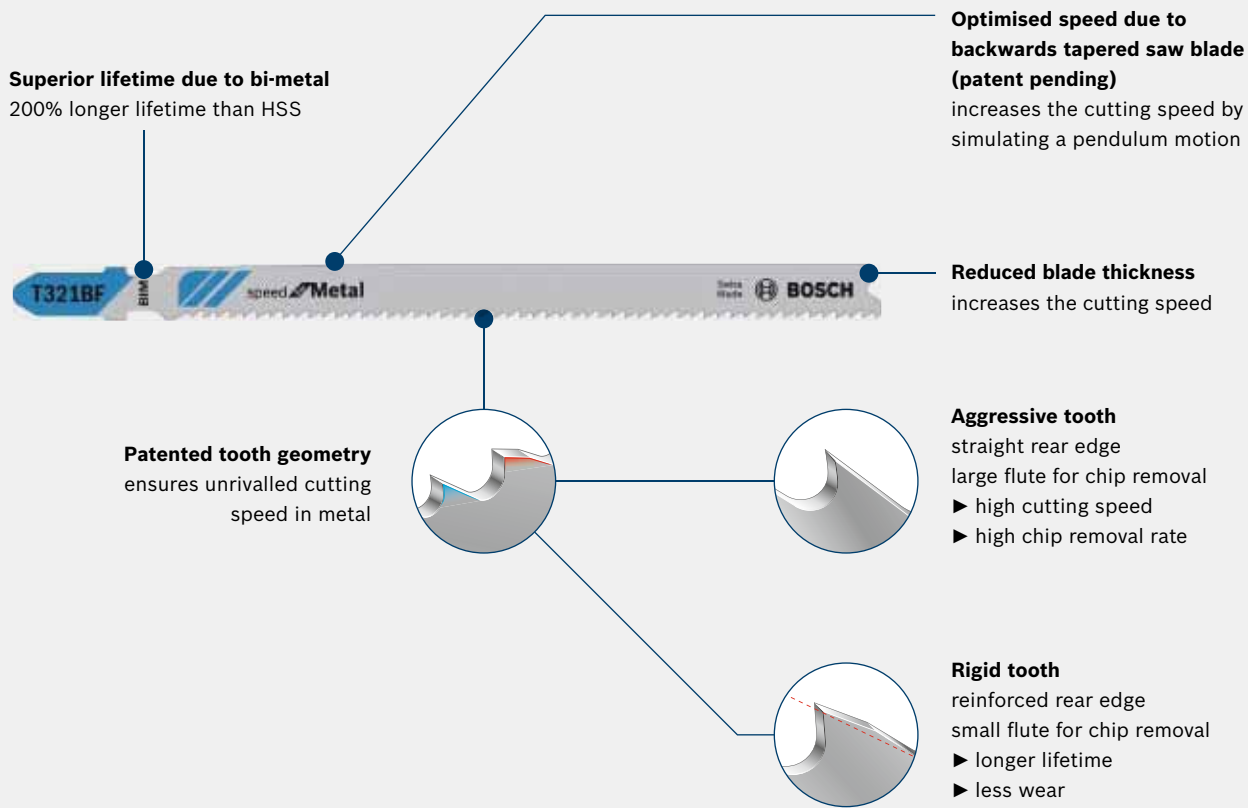 Optimised speed due to
backwards tapered saw blade
(patent pending)
increases the cutting speed by
simulating a pendulum motion
Superior lifetime due to bi-metal
200% longer lifetime than HSS
T321BF
BIM
speed for Metal
Swiss
Made
BOSCH
Reduced blade thickness
increases the cutting speed
Patented tooth geometry
ensures unrivalled cutting
speed in metal
Aggressive tooth
straight rear edge
large flute for chip removal
► high cutting speed
► high chip removal rate
Rigid tooth
reinforced rear edge
small flute for chip removal
► longer lifetime
► less wear